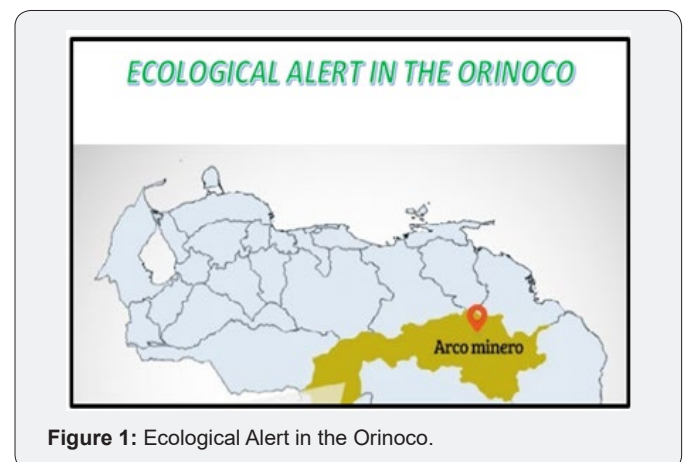 ECOLOGICAL ALERT IN THE ORINOCO
Arco minero
Figure 1: Ecological Alert in the Orinoco.